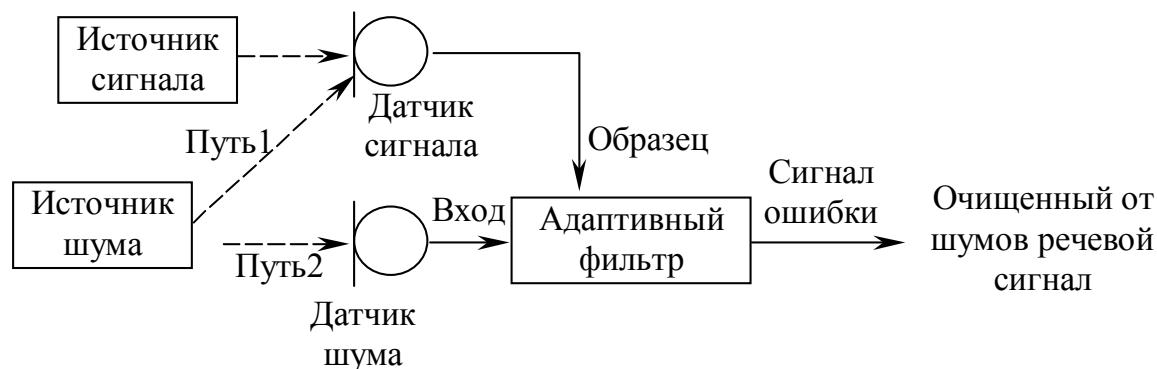 Источник
сигнала
Датчик
сигнала
Путь1
Образец
Источник
шума
Путь2
Датчик
шума
Вход
Адаптивный
фильтр
Сигнал
ошибки
Очищенный от
шумов речевой
сигнал